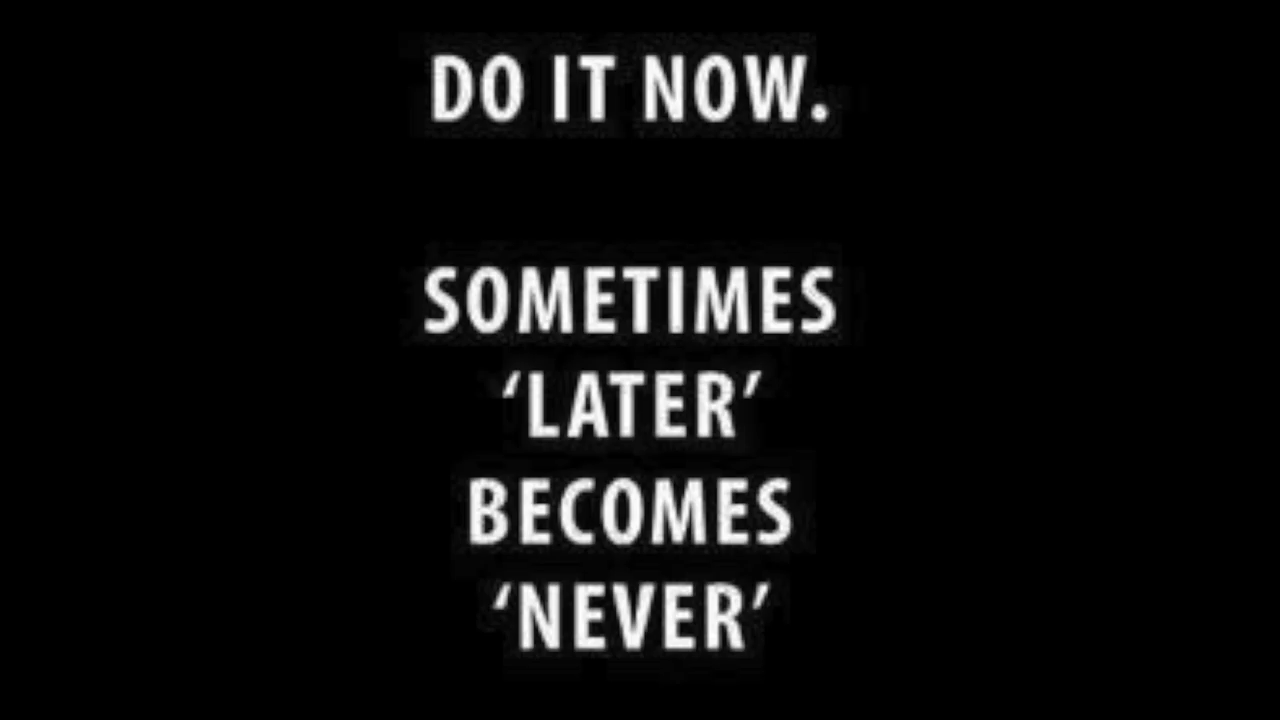 DO IT NOW.
SOMETIMES
‘LATER’
BECOMES
‘NEVER’